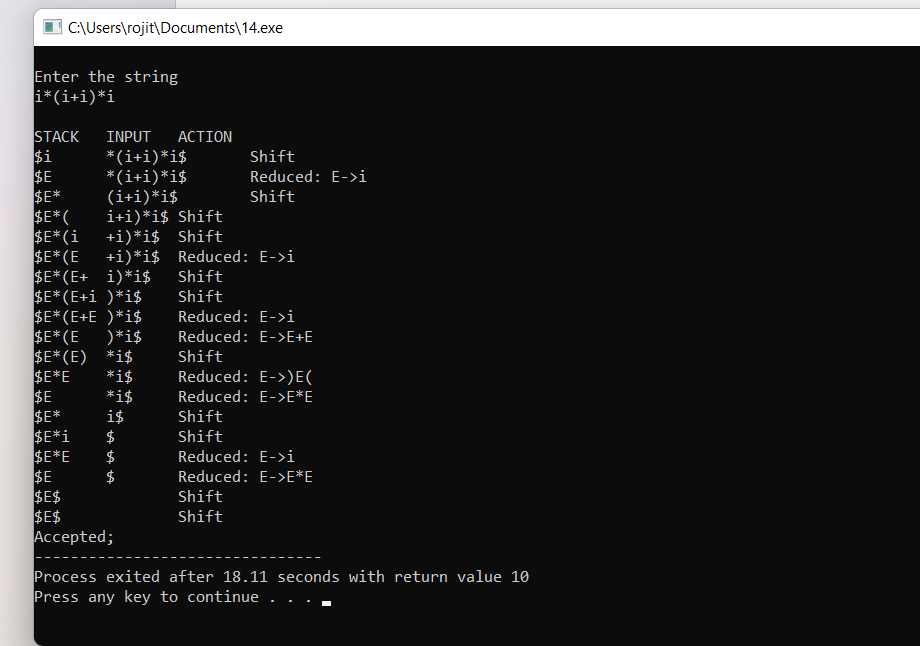 C:\Users\rojit\Documents\14.exe
Enter the string
i*(i+i)*i
STACK   INPUT   ACTION
$i      *(i+i)*i$       Shift
$E      *(i+i)*i$       Reduced: E->i
$E*     (i+i)*i$        Shift
$E*(    i+i)*i$ Shift
$E*(i   +i)*i$  Shift
$E*(E   +i)*i$  Reduced: E->i
$E*(E+  i)*i$   Shift
$E*(E+i )*i$    Shift
$E*(E+E )*i$    Reduced: E->i
$E*(E   )*i$    Reduced: E->E+E
$E*(E)  *i$     Shift
$E*E    *i$     Reduced: E->)E(
$E      *i$     Reduced: E->E*E
$E*     i$      Shift
$E*i    $       Shift
$E*E    $       Reduced: E->i
$E      $       Reduced: E->E*E
$E$             Shift
$E$             Shift
Accepted;
--------------------------------
Process exited after 18.11 seconds with return value 10
Press any key to continue . . .